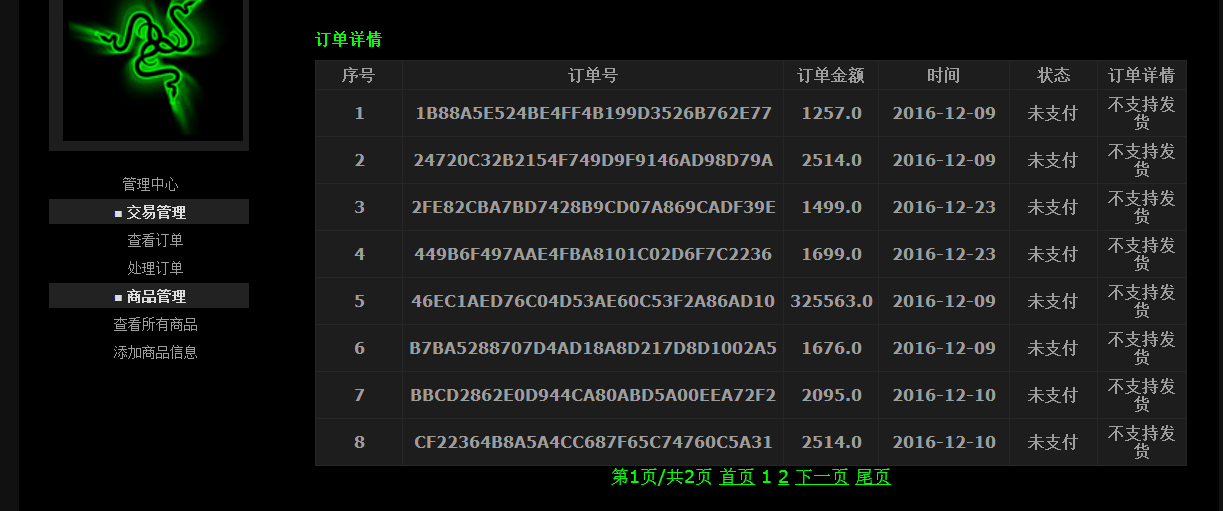 管理中心
■ 交易管理
查看订单
处理订单
■ 商品管理
查看所有商品
添加商品信息
订单详情
序号 订单号 订单金额 时间 状态 订单详情
1 1B88A5E524BE4FF4B199D3526B762E77 1257.0 2016-12-09 未支付 不支持发货
2 24720C32B2154F749D9F9146AD98D79A 2514.0 2016-12-09 未支付 不支持发货
3 2FE82CBA7BD7428B9CD07A869CADF39E 1499.0 2016-12-23 未支付 不支持发货
4 449B6F497AAE4FBA8101C02D6F7C2236 1699.0 2016-12-23 未支付 不支持发货
5 46EC1AED76C04D53AE60C53F2A86AD10 325563.0 2016-12-09 未支付 不支持发货
6 B7BA5288707D4AD18A8D217D8D1002A5 1676.0 2016-12-09 未支付 不支持发货
7 BBCD2862E0D944CA80ABD5A00EEA72F2 2095.0 2016-12-10 未支付 不支持发货
8 CF22364B8A5A4CC687F65C74760C5A31 2514.0 2016-12-10 未支付 不支持发货
第1页/共2页 首页 1 2 下一页 尾页